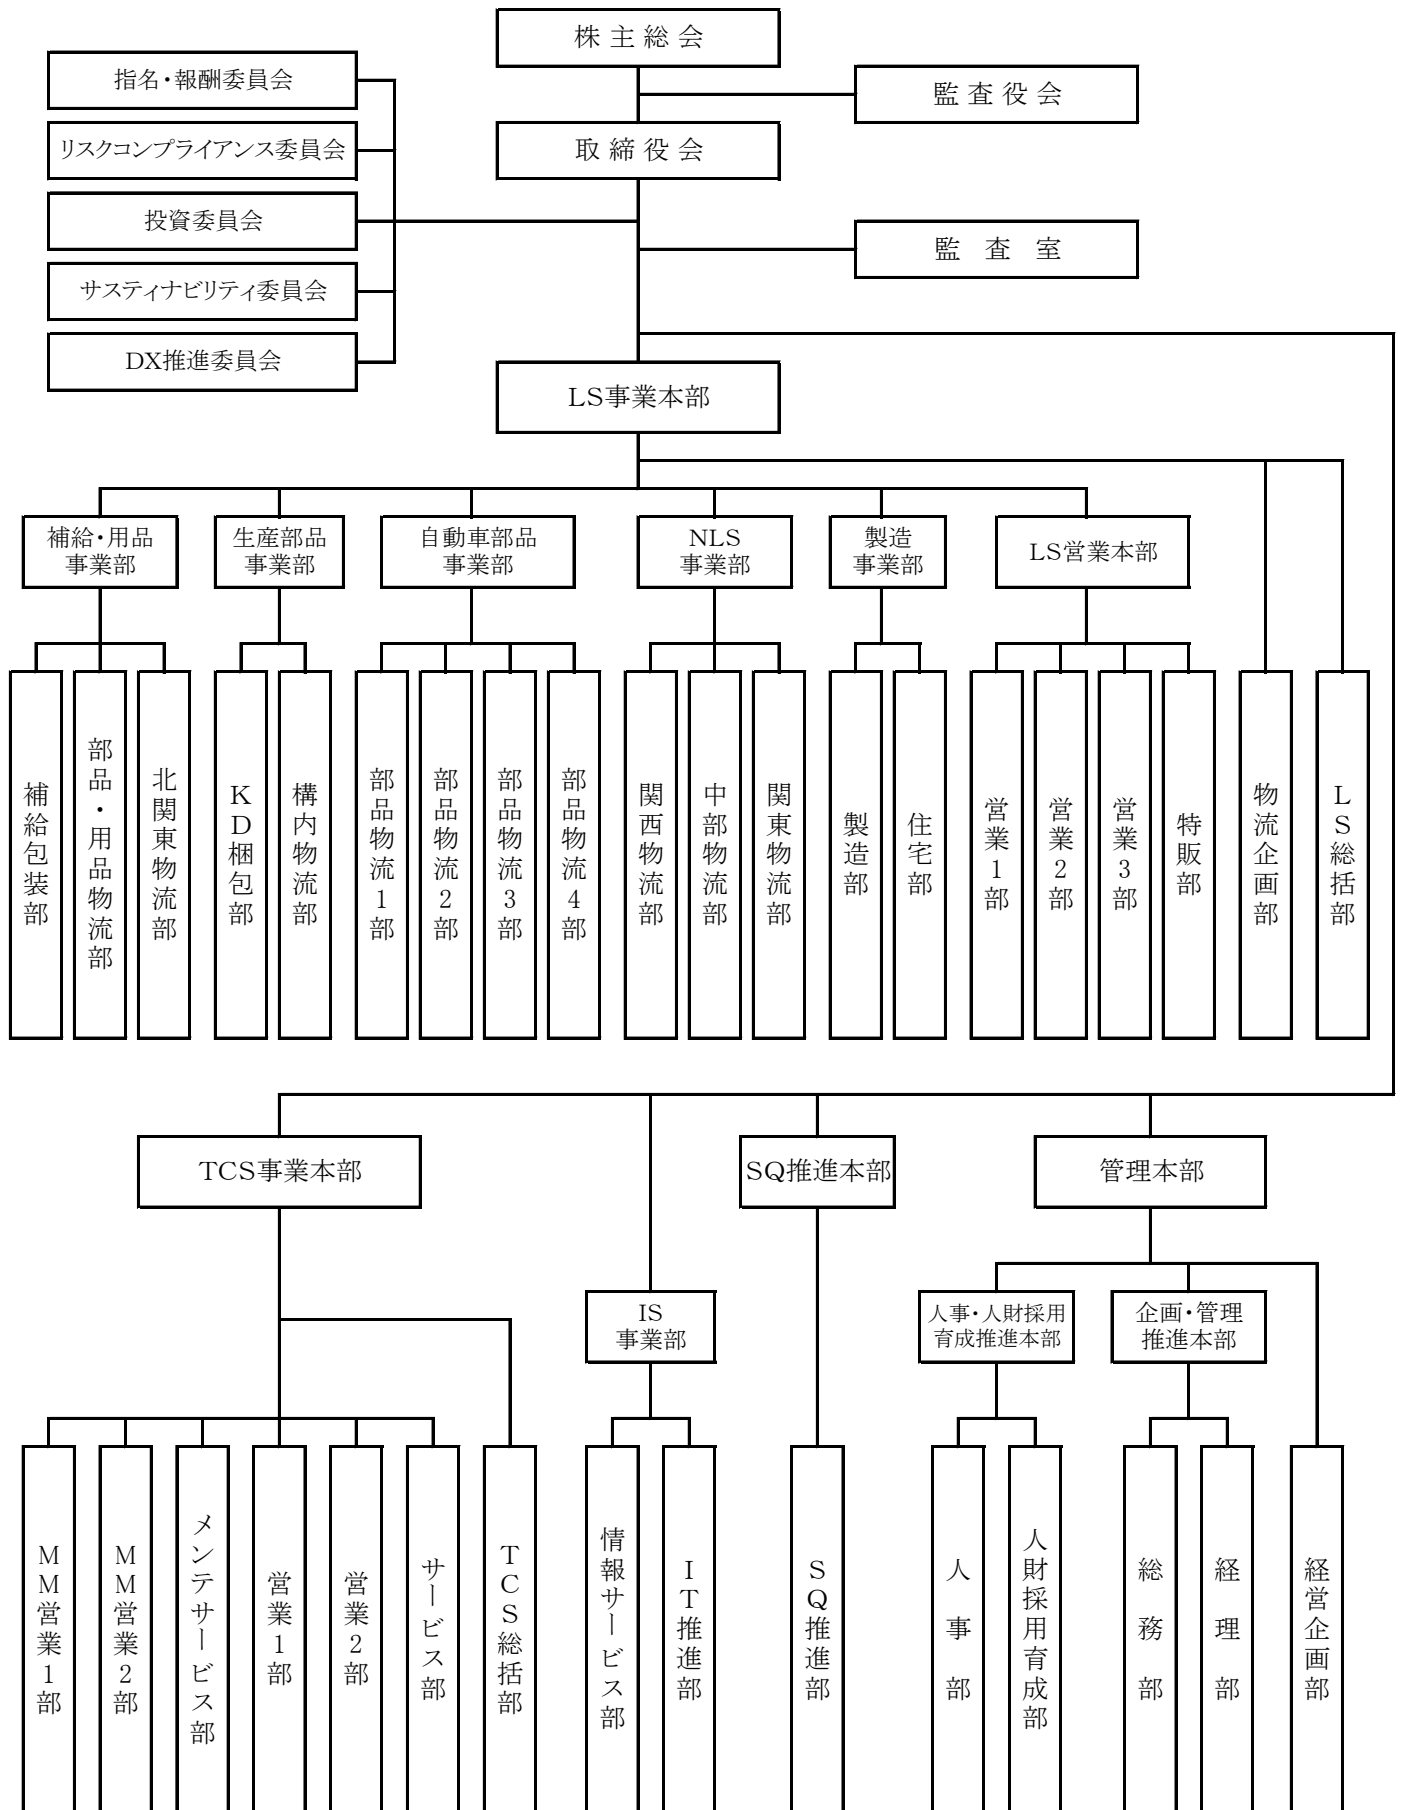 株主総会
指名・報酬委員会
監査役会
リスクコンプライアンス委員会
取締役会
投資委員会
監査室
サスティナビリティ委員会
DX推進委員会
LS事業本部
補給・用品
事業部
生産部品
事業部
自動車部品
事業部
NLS
事業部
製造
事業部
LS営業本部
補給包装部
部品・用品物流部
北関東物流部
KD梱包部
構内物流部
部品物流1部
部品物流2部
部品物流3部
部品物流4部
関西物流部
中部物流部
関東物流部
製造部
住宅部
営業1部
営業2部
営業3部
特販部
物流企画部
LS総括部
TCS事業本部
SQ推進本部
管理本部
IS
事業部
人事・人財採用
育成推進本部
企画・管理
推進本部
MM営業1部
MM営業2部
メンテサービス部
営業1部
営業2部
サービス部
TCS総括部
情報サービス部
IT推進部
SQ推進部
人事部
人財採用育成部
総務部
経理部
経営企画部